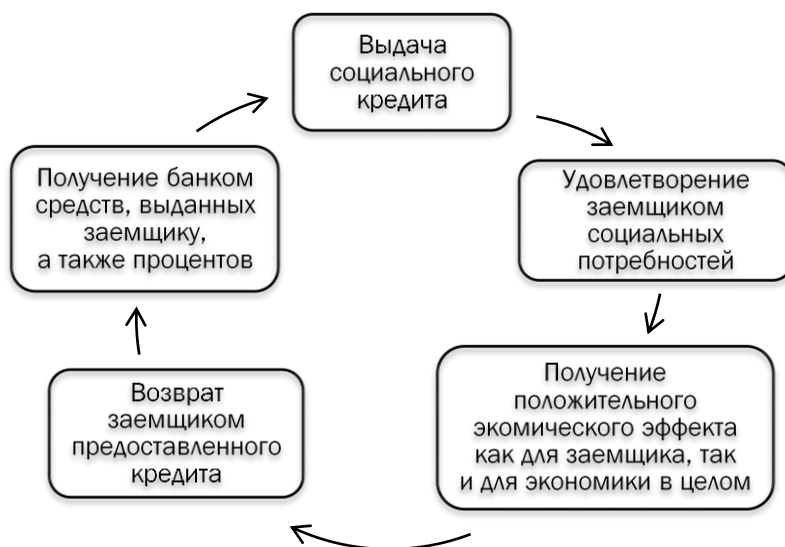 Выдача
социального
кредита
Удовлетворение
заемщиком
социальных
потребностей
Получение
положительного
экомического эффекта
как для заемщика, так
и для экономики в целом
Возврат
заемщиком
предоставленного
кредита
Получение банком
средств, выданных
заемщику,
а также процентов